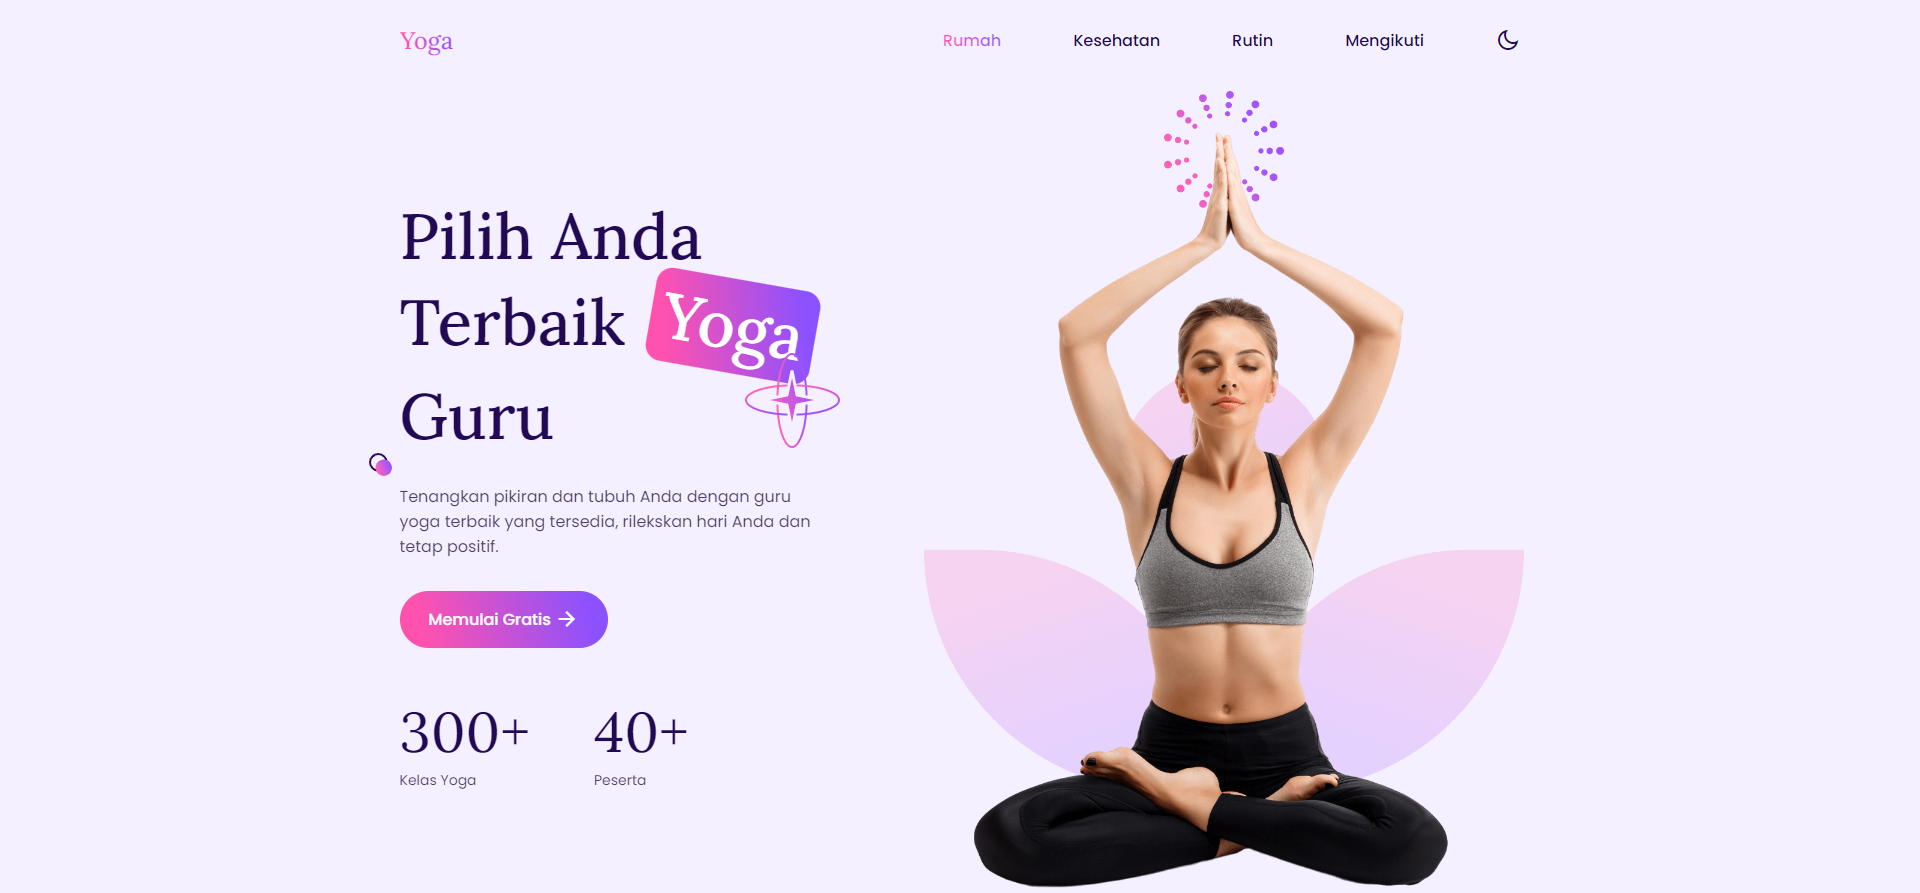 Yoga
Rumah
Kesehatan
Rutin
Mengikuti
Pilih Anda
Terbaik Yoga
Guru
Tenangkan pikiran dan tubuh Anda dengan guru
yoga terbaik yang tersedia, rilekskan hari Anda dan
tetap positif.
Memulai Gratis
300+
Kelas Yoga
40+
Peserta